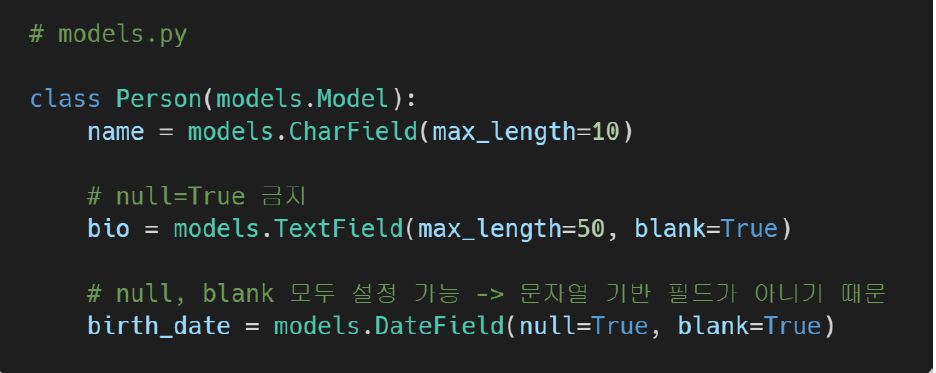 # models.py
class Person(models.Model):
name = models.CharField(max_length=10)
# null=True 금지
bio = models.TextField(max_length=50, blank=True)
# null, blank 모두 설정 가능 -> 문자열 기반 필드가 아니기 때문
birth_date = models.DateField(null=True, blank=True)